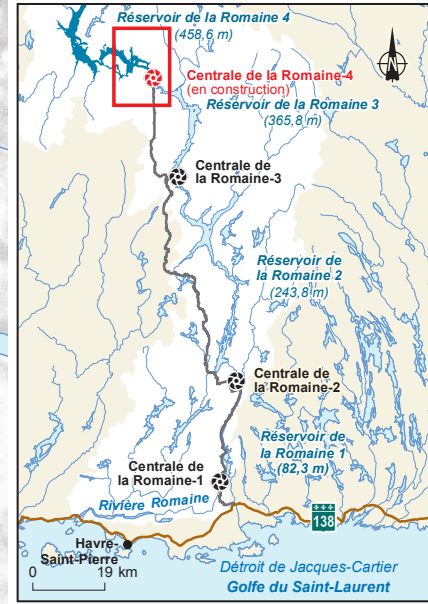 Réservoir de la Romaine 4
(458,6 m)
Centrale de la Romaine-4
(en construction)
Réservoir de la Romaine 3
(365,8 m)
Centrale de
la Romaine-3
Réservoir de
la Romaine 2
(243,8 m)
Centrale de
la Romaine-2
Réservoir de
la Romaine 1
(82,3 m)
Centrale de
la Romaine-1
Rivière Romaine
138
Havre-
Saint-Pierre
0 19 km
Détroit de Jacques-Cartier
Golfe du Saint-Laurent